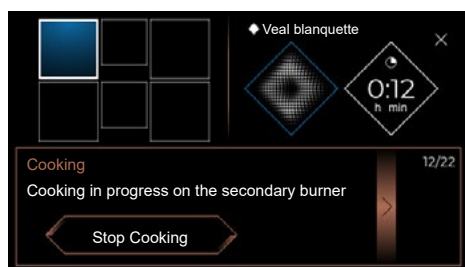 Veal blanquette
0:12
h min
Cooking
12/22
Cooking in progress on the secondary burner
Stop Cooking